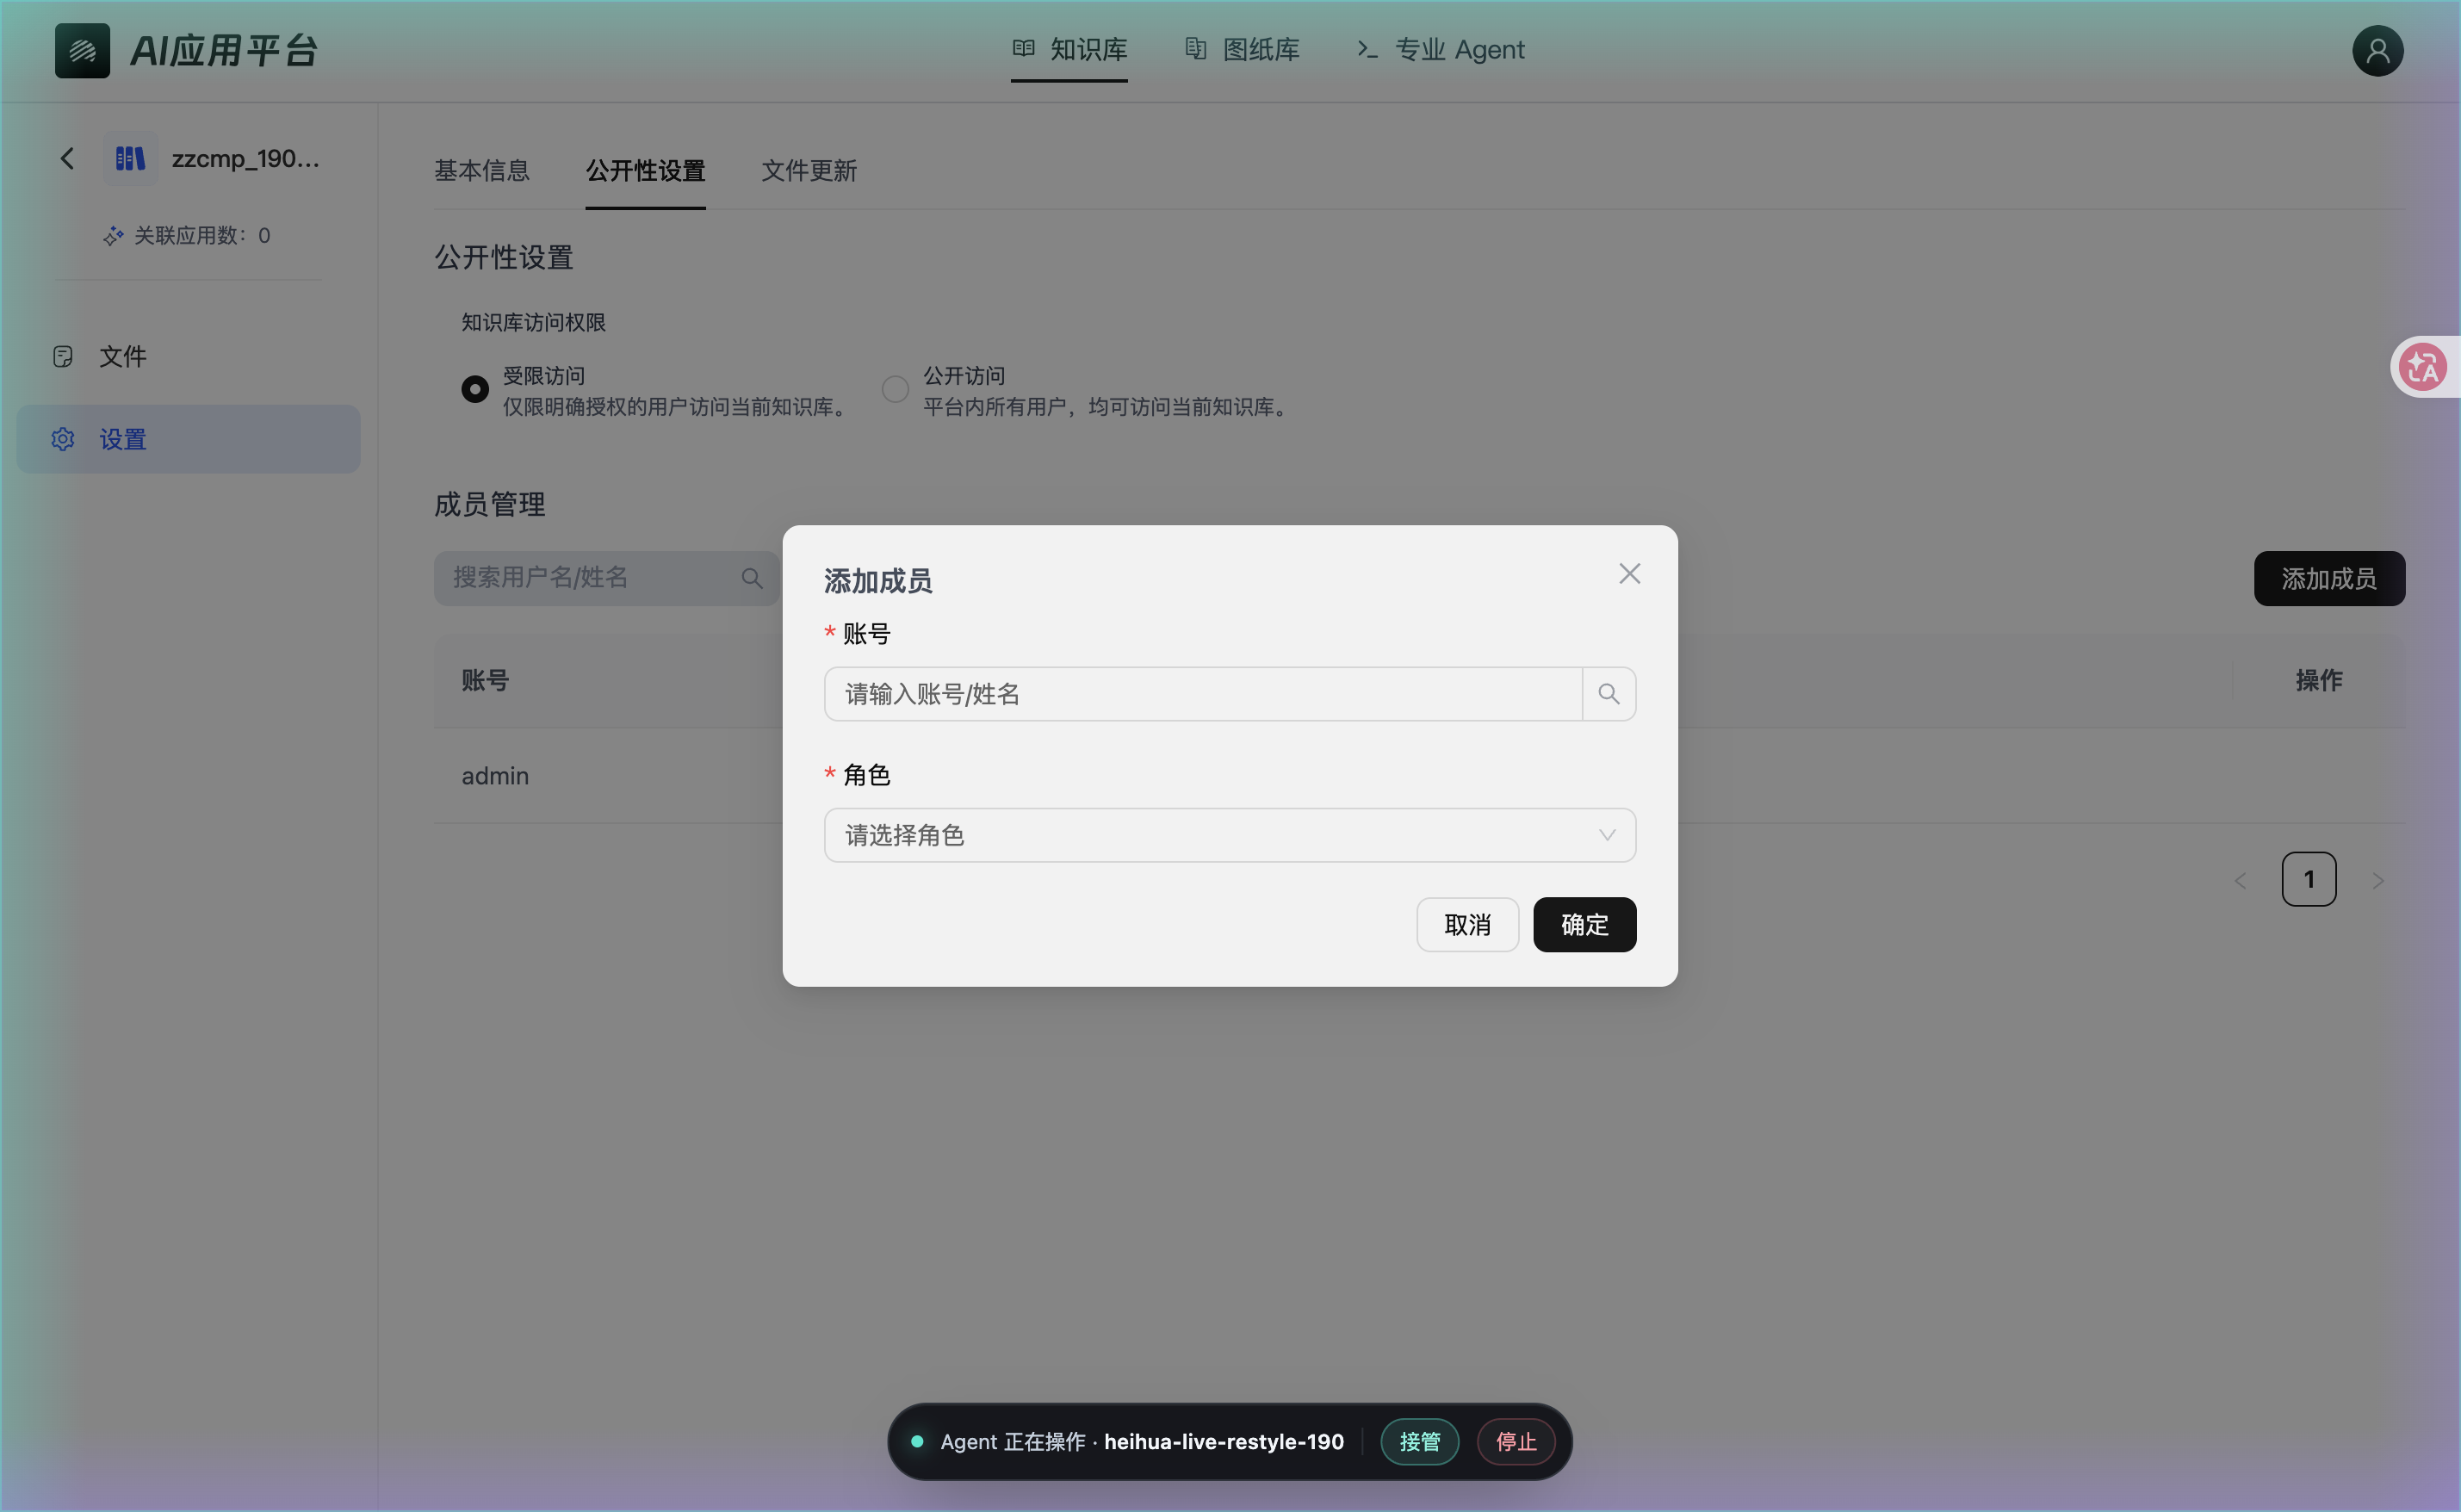 AI应用平台
知识库
图纸库
专业 Agent
zzcmp_190...
关联应用数：0
文件
设置
基本信息
公开性设置
文件更新
公开性设置
知识库访问权限
受限访问
仅限明确授权的用户访问当前知识库。
公开访问
平台内所有用户，均可访问当前知识库。
成员管理
搜索用户名/姓名
添加成员
账号
操作
admin
1
添加成员
* 账号
请输入账号/姓名
* 角色
请选择角色
取消
确定
Agent 正在操作 · heihua-live-restyle-190
接管
停止